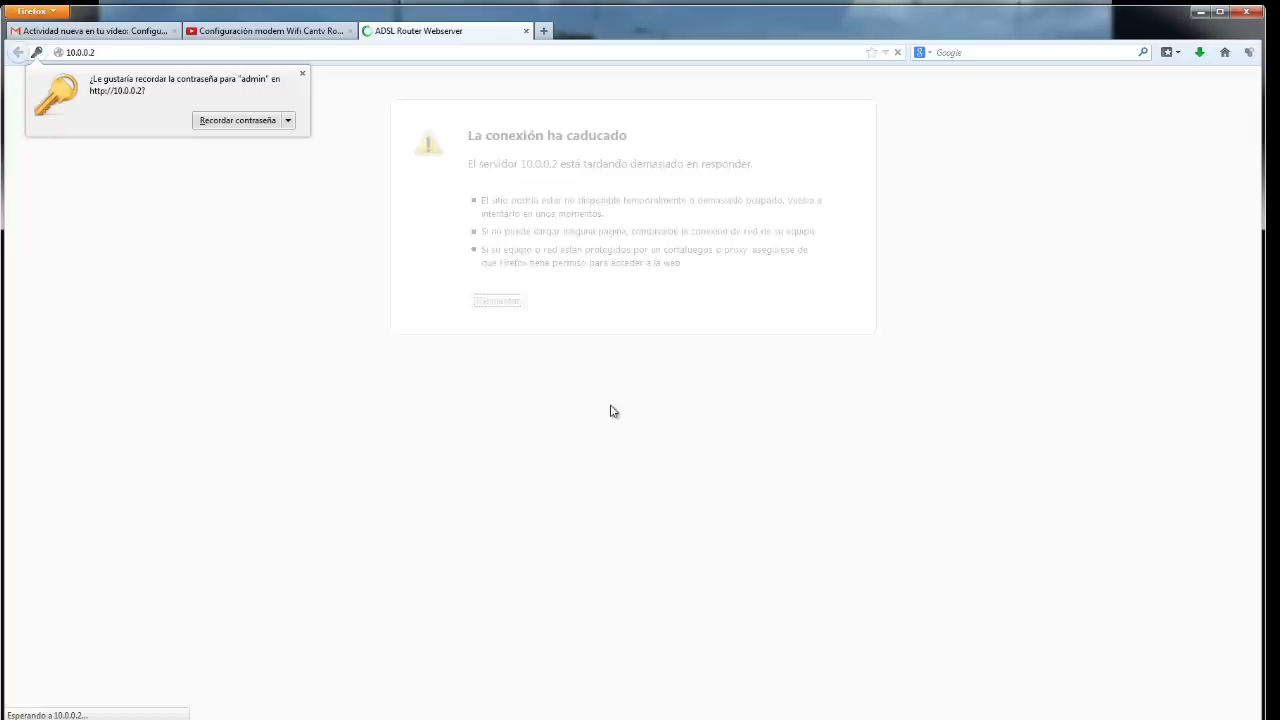 Firefox
Actividad nueva en tu vídeo: Configu...
Configuración modem Wifi Cantv Ro...
ADSL Router Webserver
10.0.0.2
Google
¿Le gustaría recordar la contraseña para "admin" en
http://10.0.0.2?
Recordar contraseña
La conexión ha caducado
El servidor 10.0.0.2 está tardando demasiado en responder.
El sitio podría estar no disponible temporalmente o demasiado ocupado. Vuelva a
intentarlo en unos momentos.
Si no puede cargar ninguna página, compruebe la conexión de red de su equipo.
Si su equipo o red están protegidos por un cortafuegos o proxy, asegúrese de
que Firefox tiene permiso para acceder a la web.
Reintentar
Esperando a 10.0.0.2...